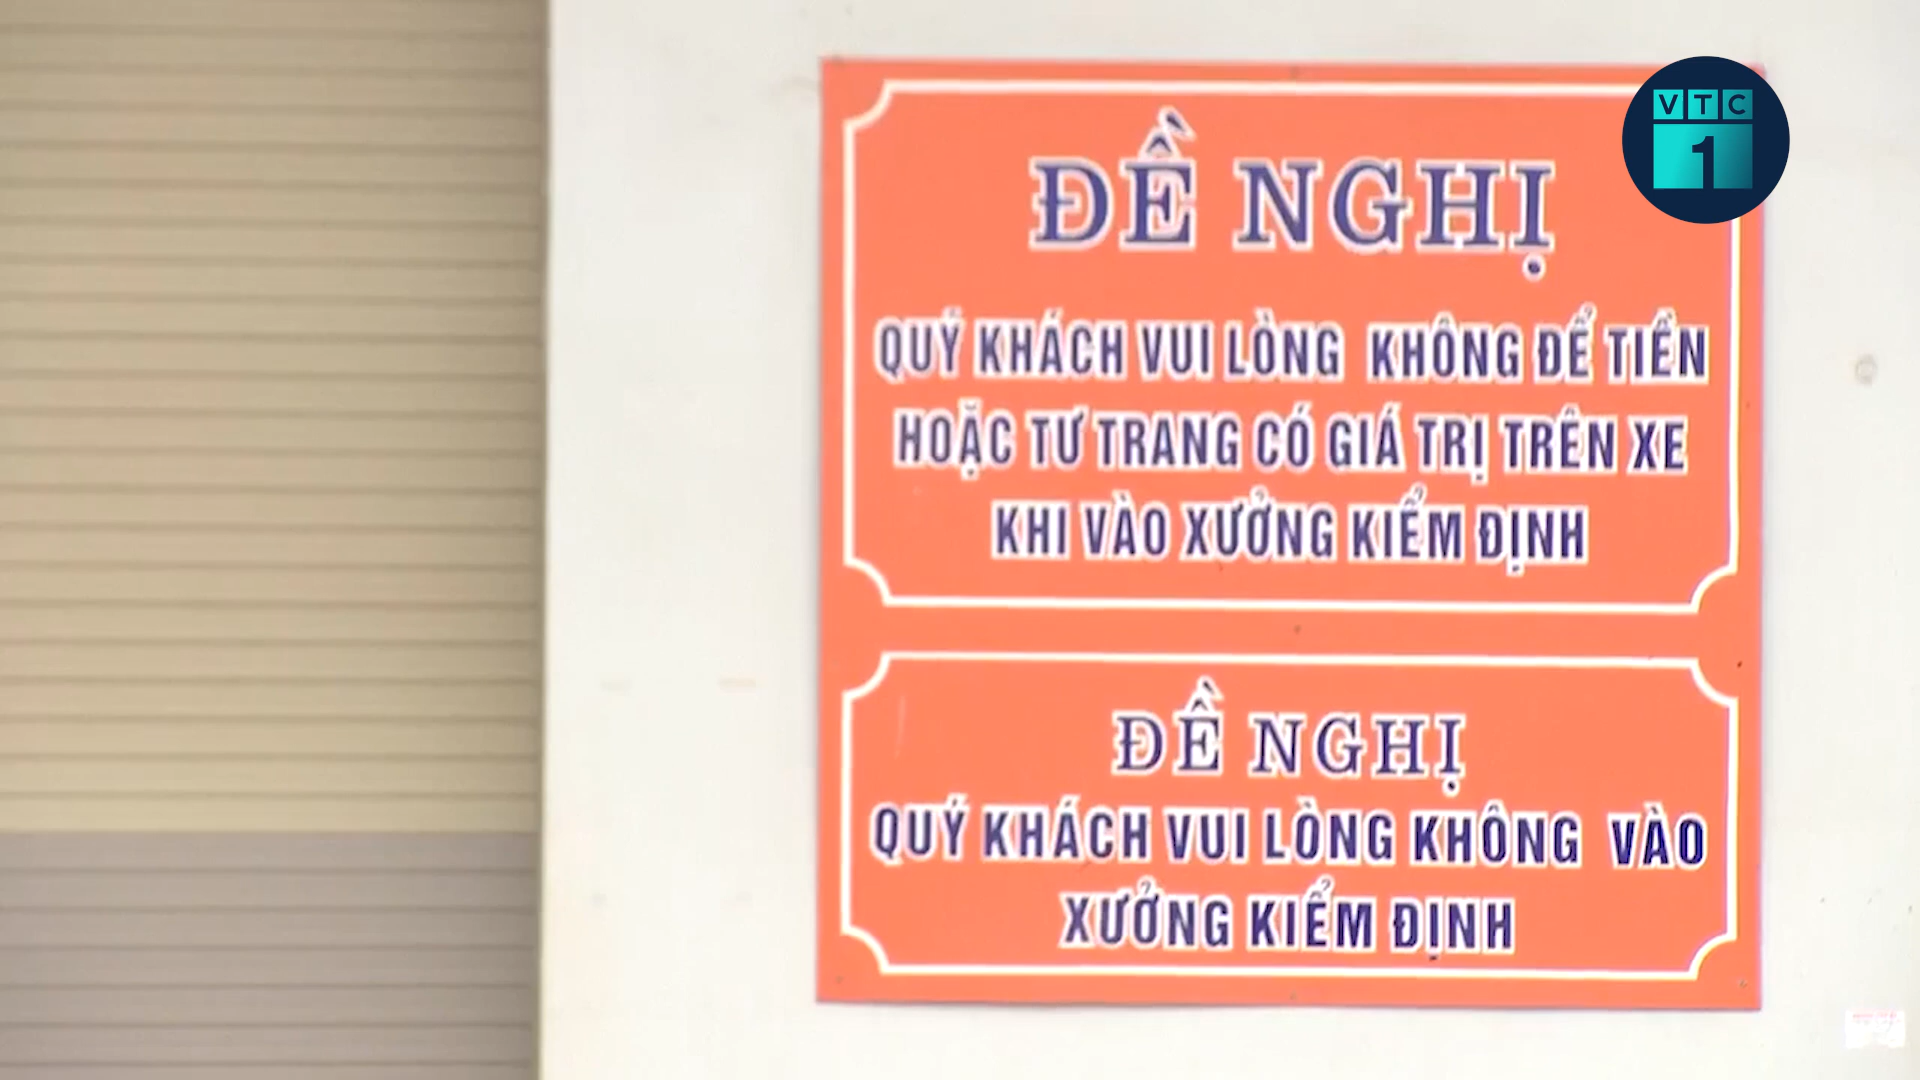 VTC
1
ĐỀ NGHỊ
QUÝ KHÁCH VUI LÒNG KHÔNG ĐỂ TIỀN
HOẶC TƯ TRANG CÓ GIÁ TRỊ TRÊN XE
KHI VÀO XƯỞNG KIỂM ĐỊNH
ĐỀ NGHỊ
QUÝ KHÁCH VUI LÒNG KHÔNG VÀO
XƯỞNG KIỂM ĐỊNH